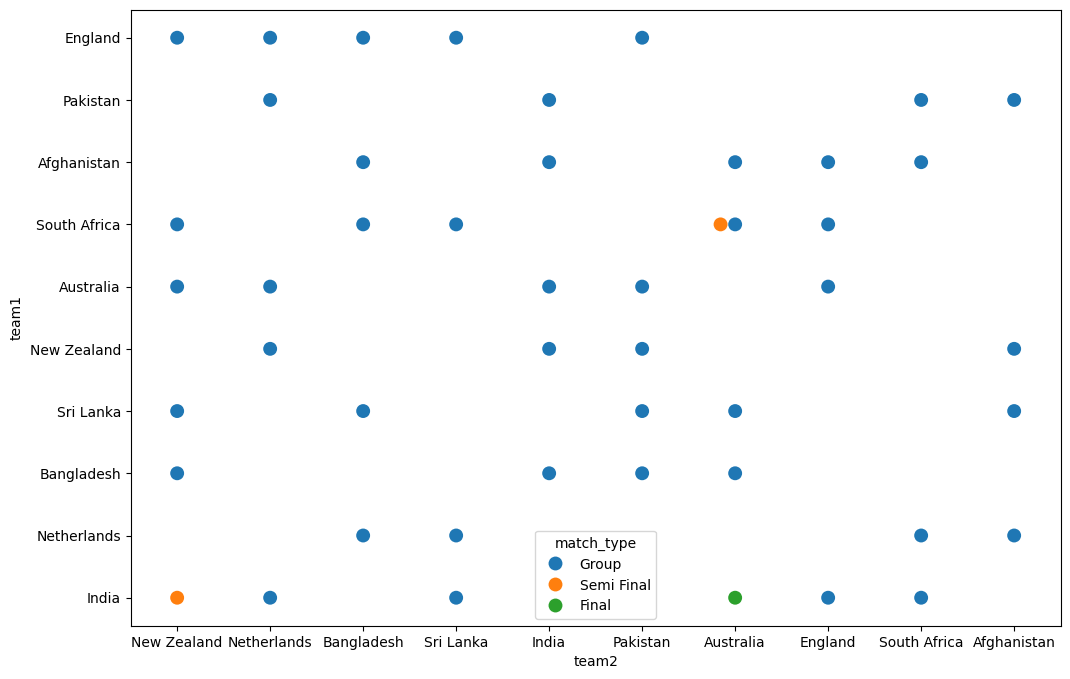 England
Pakistan
Afghanistan
South Africa
Australia
New Zealand
Sri Lanka
Bangladesh
Netherlands
India
team1
match_type
Group
Semi Final
Final
New Zealand Netherlands Bangladesh Sri Lanka India Pakistan Australia England South Africa Afghanistan
team2